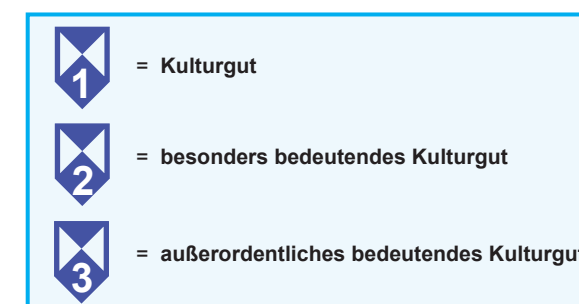 1 = Kulturgut
2 = besonders bedeutendes Kulturgut
3 = außerordentliches bedeutendes Kulturgut